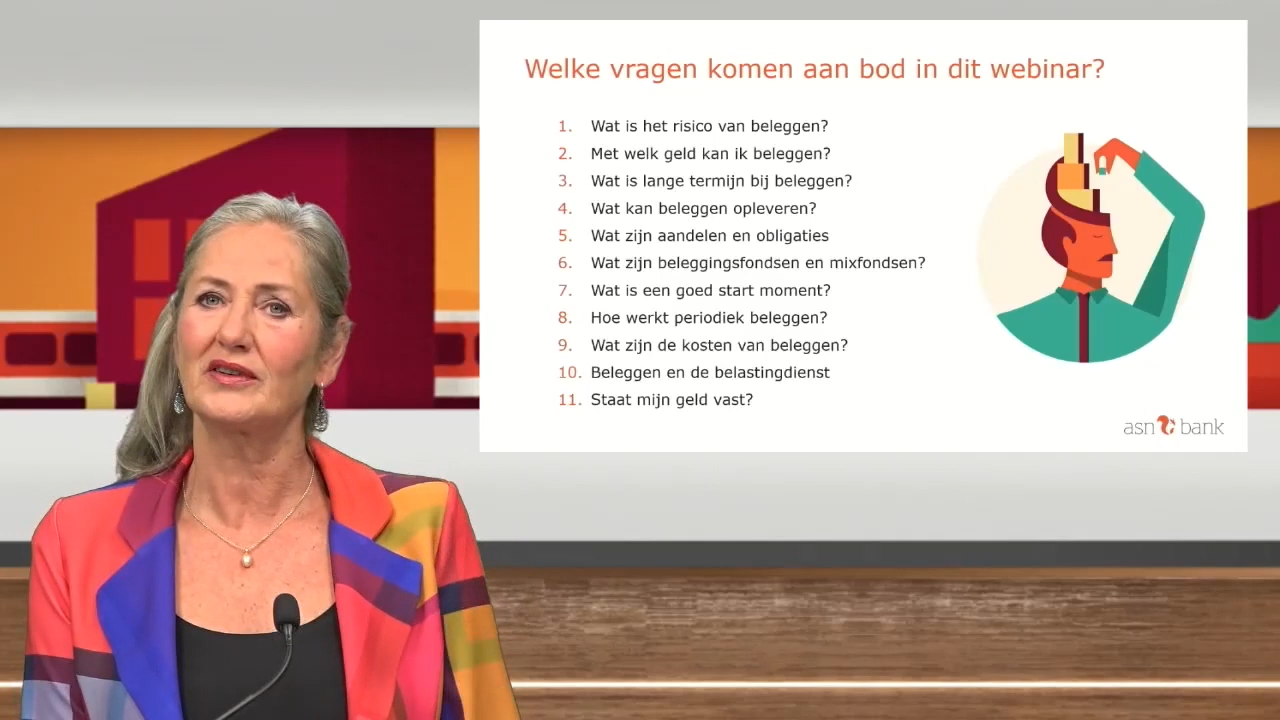 Welke vragen komen aan bod in dit webinar?
1. Wat is het risico van beleggen?
2. Met welk geld kan ik beleggen?
3. Wat is lange termijn bij beleggen?
4. Wat kan beleggen opleveren?
5. Wat zijn aandelen en obligaties
6. Wat zijn beleggingsfondsen en mixfondsen?
7. Wat is een goed start moment?
8. Hoe werkt periodiek beleggen?
9. Wat zijn de kosten van beleggen?
10. Beleggen en de belastingdienst
11. Staat mijn geld vast?
asn bank